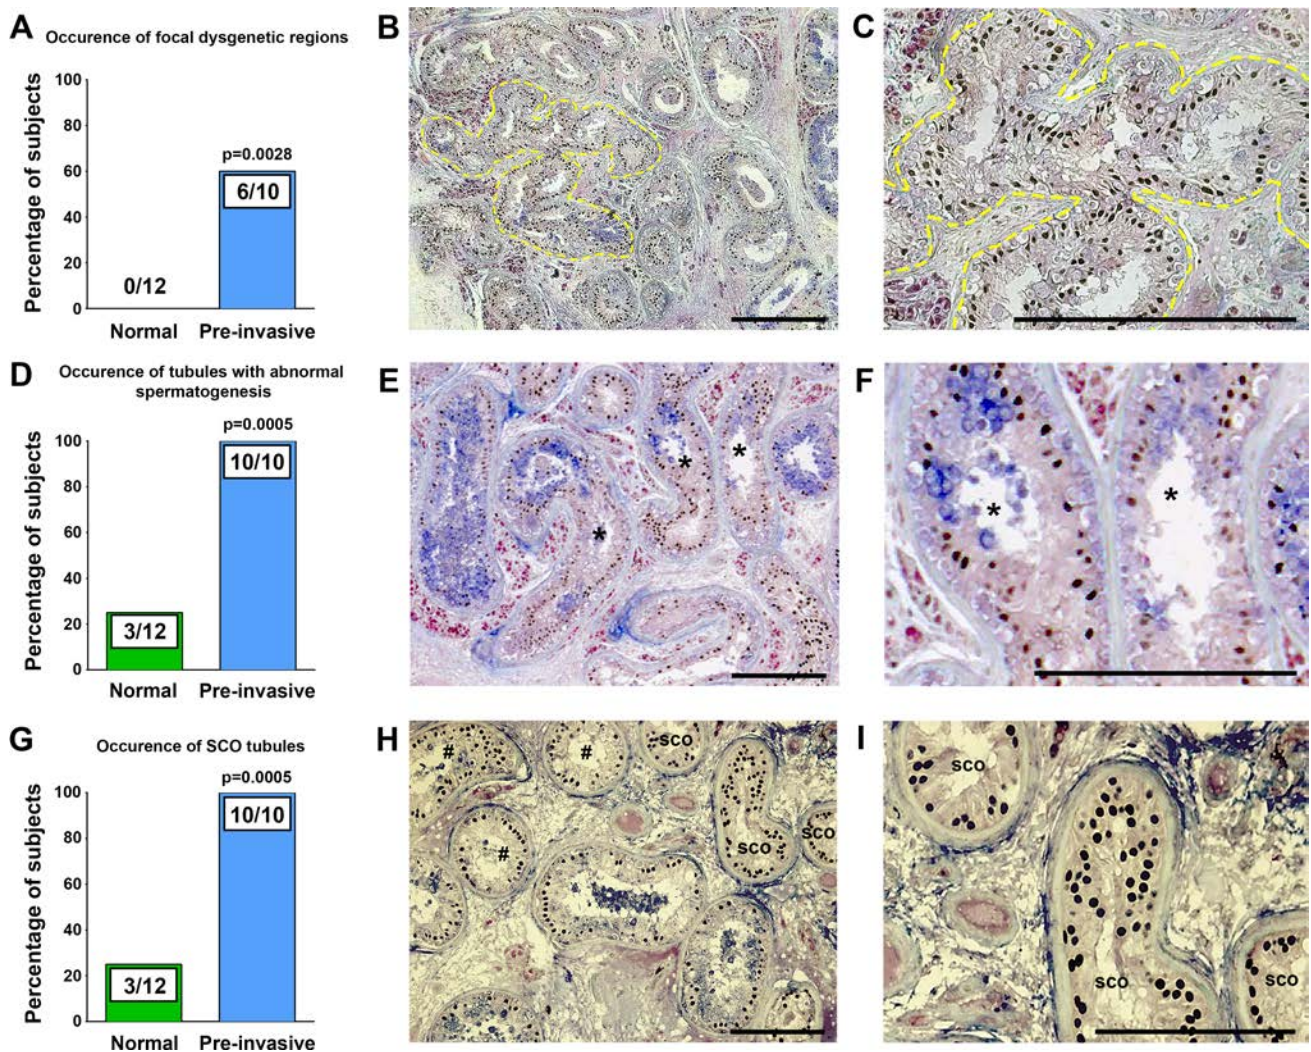 A
Occurence of focal dysgenetic regions
Percentage of subjects
100
80
60
40
20
0
p=0.0028
6/10
0/12
Normal
Pre-invasive
B
C
D
Occurence of tubules with abnormal
spermatogenesis
Percentage of subjects
100
80
60
40
20
0
p=0.0005
10/10
3/12
Normal
Pre-invasive
E
*
*
*
F
*
*
G
Occurence of SCO tubules
Percentage of subjects
100
80
60
40
20
0
p=0.0005
10/10
3/12
Normal
Pre-invasive
H
#
#
sco
#
sco
sco
I
sco
sco
sco